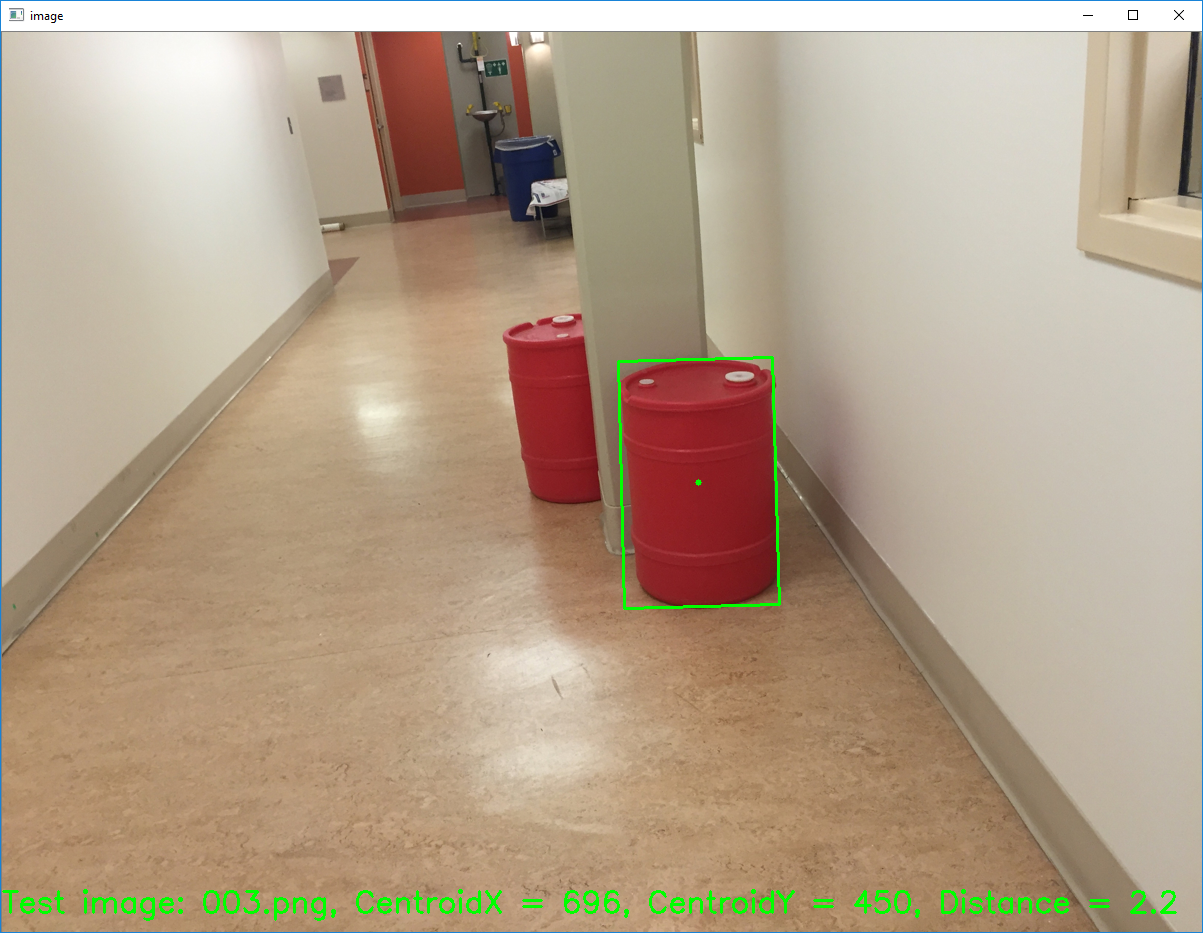 image
Test image: 003.png, CentroidX = 696, CentroidY = 450, Distance = 2.2